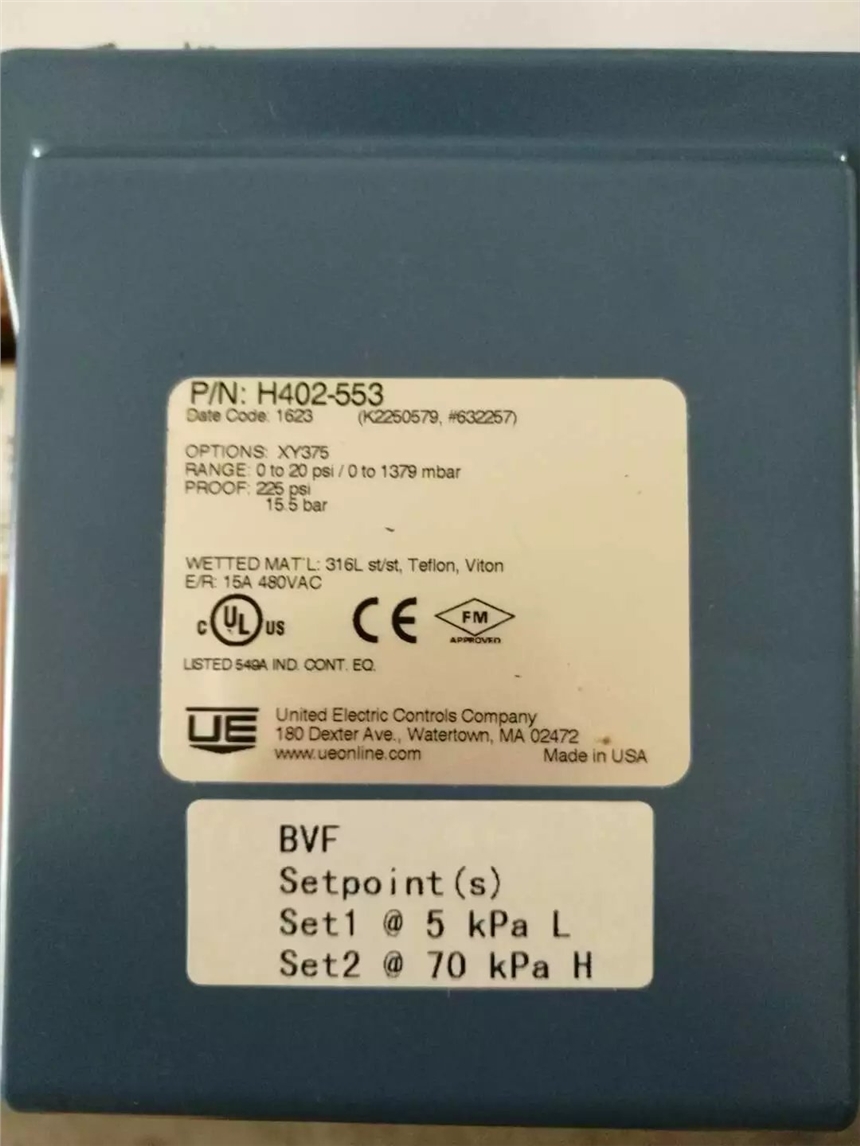 P/N: H402-553
Date Code: 1623 (K2250579, #632257)
OPTIONS: XY375
RANGE: 0 to 20 psi / 0 to 1379 mbar
PROOF: 225 psi
15.5 bar
WETTED MAT'L: 316L st/st, Teflon, Viton
E/R: 15A 480VAC
C UL US CE FM
APPROVED
LISTED 549A IND. CONT. EQ.
UE
United Electric Controls Company
180 Dexter Ave., Watertown, MA 02472
www.ueonline.com Made in USA
BVF
Setpoint(s)
Set1 @ 5 kPa L
Set2 @ 70 kPa H